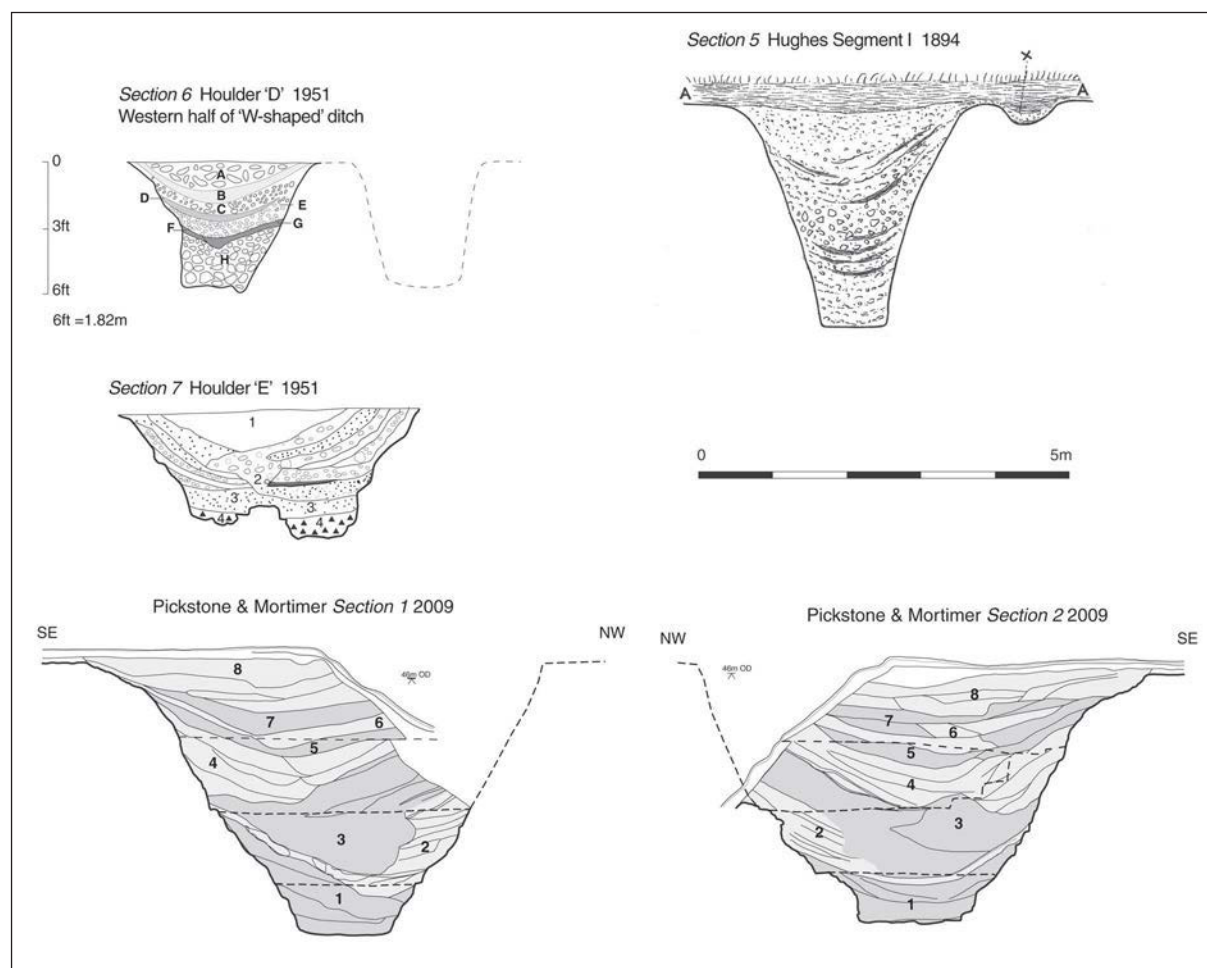 Section 6 Houlder 'D' 1951
Western half of 'W-shaped' ditch
0
3ft
6ft
6ft =1.82m
A
B
C
D
E
F
G
H
Section 5 Hughes Segment I 1894
A
x
A
Section 7 Houlder 'E' 1951
1
2
3
3
4
4
0
5m
Pickstone & Mortimer Section 1 2009
SE
NW
46m OD
8
7
6
5
4
3
2
1
Pickstone & Mortimer Section 2 2009
NW
SE
46m OD
8
7
6
5
4
3
2
1